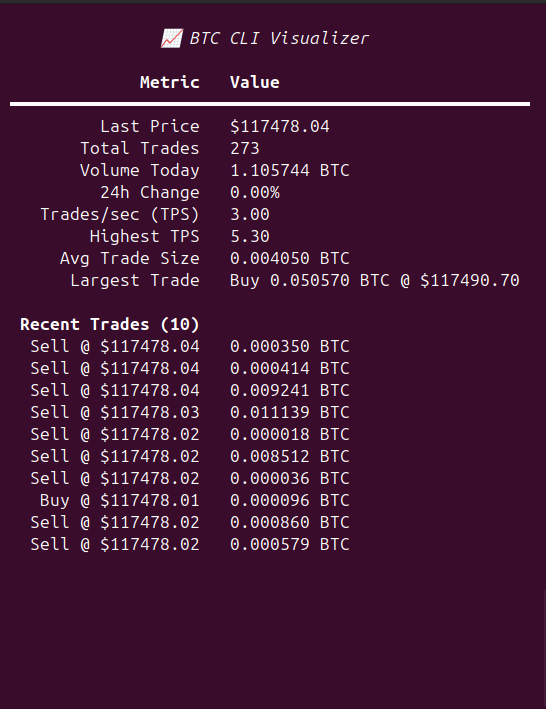 📈 BTC CLI Visualizer
Metric Value
Last Price $117478.04
Total Trades 273
Volume Today 1.105744 BTC
24h Change 0.00%
Trades/sec (TPS) 3.00
Highest TPS 5.30
Avg Trade Size 0.004050 BTC
Largest Trade Buy 0.050570 BTC @ $117490.70
Recent Trades (10)
Sell @ $117478.04 0.000350 BTC
Sell @ $117478.04 0.000414 BTC
Sell @ $117478.04 0.009241 BTC
Sell @ $117478.03 0.011139 BTC
Sell @ $117478.02 0.000018 BTC
Sell @ $117478.02 0.008512 BTC
Sell @ $117478.02 0.000036 BTC
Buy @ $117478.01 0.000096 BTC
Sell @ $117478.02 0.000860 BTC
Sell @ $117478.02 0.000579 BTC